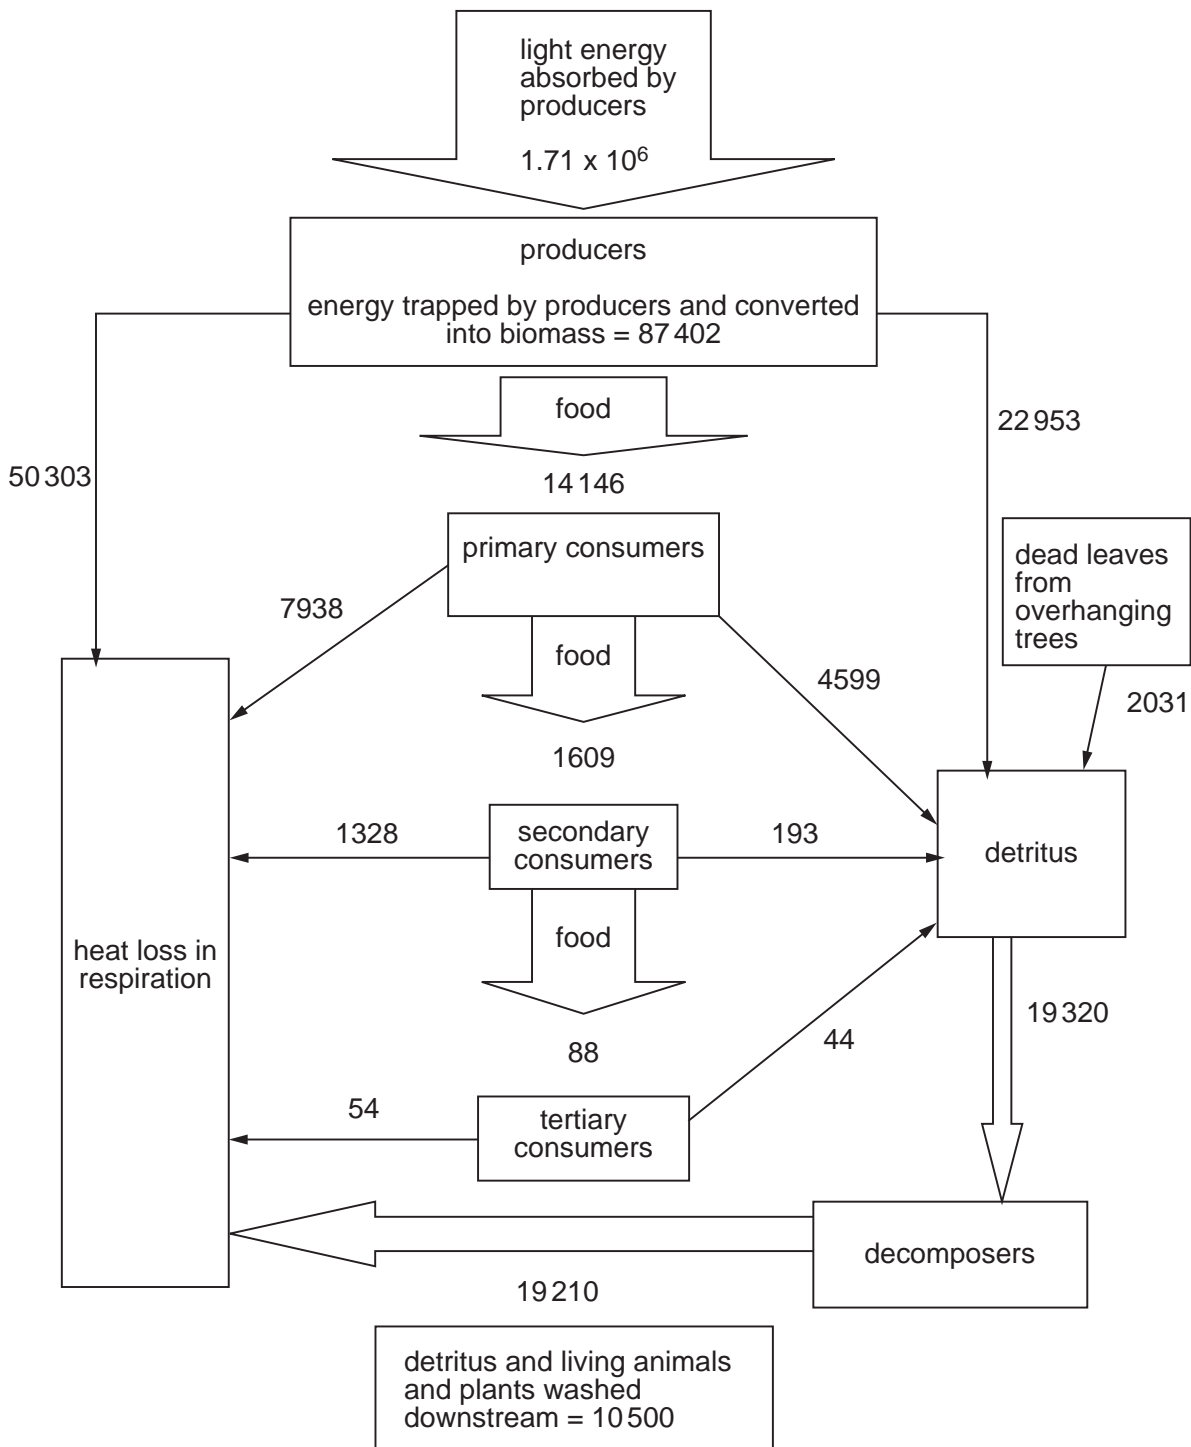 light energy
absorbed by
producers
1.71 x 10⁶
producers
energy trapped by producers and converted
into biomass = 87 402
food
22 953
50 303
14 146
primary consumers
dead leaves
from
overhanging
trees
7938
food
4599
2031
1609
1328
secondary
consumers
193
detritus
food
heat loss in
respiration
19 320
44
88
54
tertiary
consumers
decomposers
19 210
detritus and living animals
and plants washed
downstream = 10 500